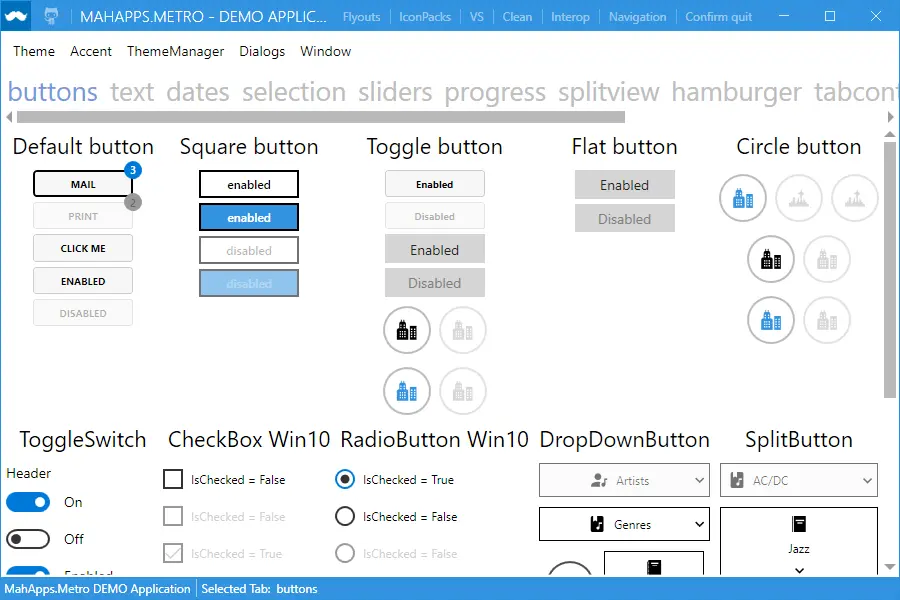 MAHAPPS.METRO - DEMO APPLIC... Flyouts IconPacks VS Clean Interop Navigation Confirm quit
Theme Accent ThemeManager Dialogs Window
buttons text dates selection sliders progress splitview hamburger tabcont
Default button Square button Toggle button Flat button Circle button
3
MAIL enabled Enabled Enabled
2
PRINT enabled Disabled Disabled
CLICK ME disabled Enabled
ENABLED disabled Disabled
DISABLED
ToggleSwitch CheckBox Win10 RadioButton Win10 DropDownButton SplitButton
Header IsChecked = False IsChecked = True Artists AC/DC
On IsChecked = False IsChecked = False Genres
Off IsChecked = True IsChecked = False Jazz
Enabled
MahApps.Metro DEMO Application Selected Tab: buttons